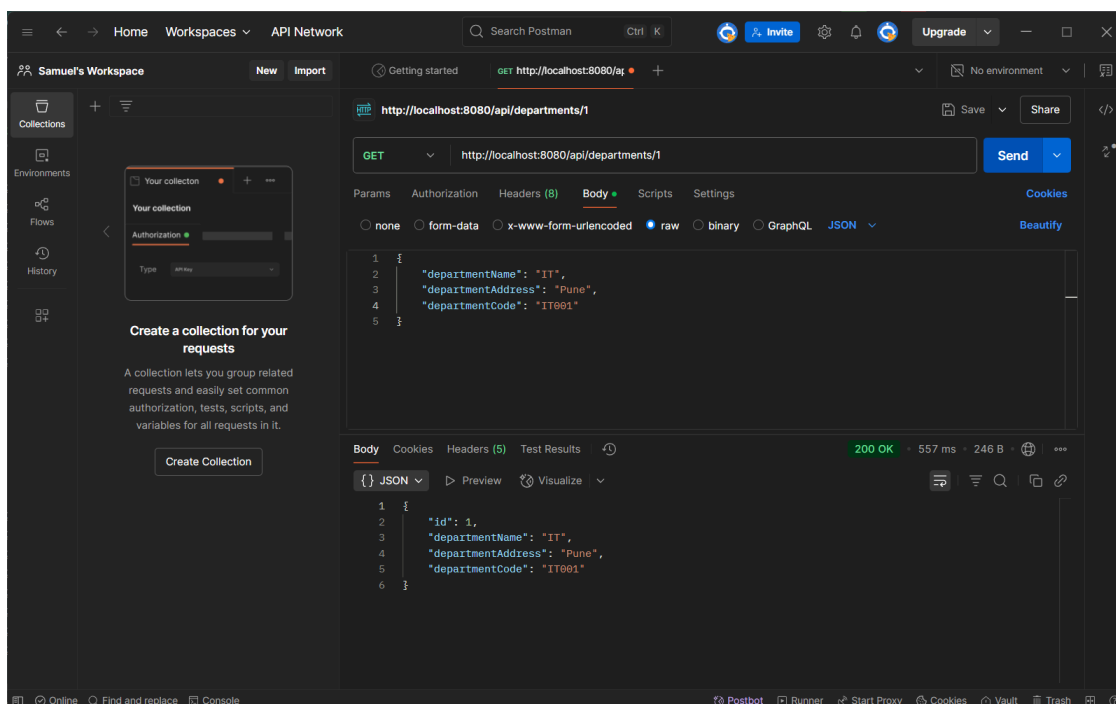 Home Workspaces API Network Search Postman Ctrl K Invite Upgrade
Samuel's Workspace New Import Getting started GET http://localhost:8080/ap No environment
Collections
Environments
Flows
History
Your collecton
Your collection
Authorization
Type API Key
Create a collection for your
requests
A collection lets you group related
requests and easily set common
authorization, tests, scripts, and
variables for all requests in it.
Create Collection
HTTP http://localhost:8080/api/departments/1 Save Share
GET http://localhost:8080/api/departments/1 Send
Params Authorization Headers (8) Body Scripts Settings Cookies
none form-data x-www-form-urlencoded raw binary GraphQL JSON Beautify
1 {
2 "departmentName": "IT",
3 "departmentAddress": "Pune",
4 "departmentCode": "IT001"
5 }
Body Cookies Headers (5) Test Results 200 OK 557 ms 246 B
{} JSON Preview Visualize
1 {
2 "id": 1,
3 "departmentName": "IT",
4 "departmentAddress": "Pune",
5 "departmentCode": "IT001"
6 }
Online Find and replace Console Postbot Runner Start Proxy Cookies Vault Trash